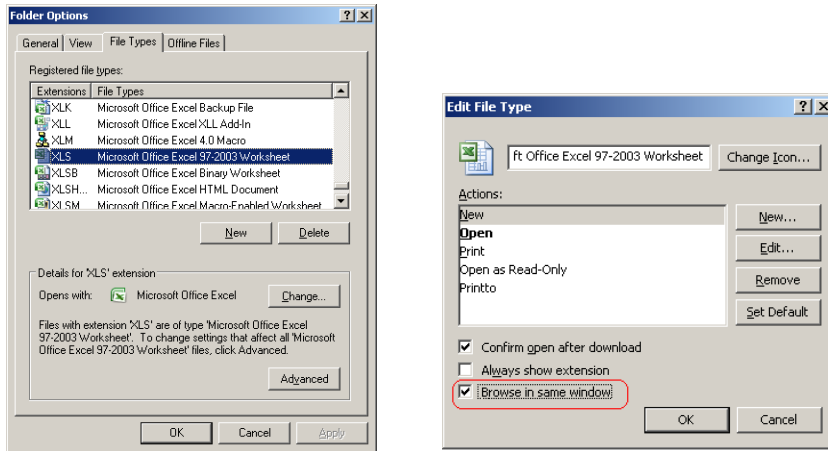 Folder Options
General View File Types Offline Files
Registered file types:
Extensions File Types
XLK Microsoft Office Excel Backup File
XLL Microsoft Office Excel XLL Add-In
XLM Microsoft Office Excel 4.0 Macro
XLS Microsoft Office Excel 97-2003 Worksheet
XLSB Microsoft Office Excel Binary Worksheet
XLSH... Microsoft Office Excel HTML Document
XLSM Microsoft Office Excel Macro-Enabled Worksheet
New Delete
Details for 'XLS' extension
Opens with: Microsoft Office Excel Change...
Files with extension 'XLS' are of type 'Microsoft Office Excel
97-2003 Worksheet'. To change settings that affect all 'Microsoft
Office Excel 97-2003 Worksheet' files, click Advanced.
Advanced
OK Cancel Apply
Edit File Type
ft Office Excel 97-2003 Worksheet Change Icon...
Actions:
New New...
Open
Edit...
Print
Open as Read-Only
Remove
Printto
Set Default
Confirm open after download
Always show extension
Browse in same window
OK Cancel